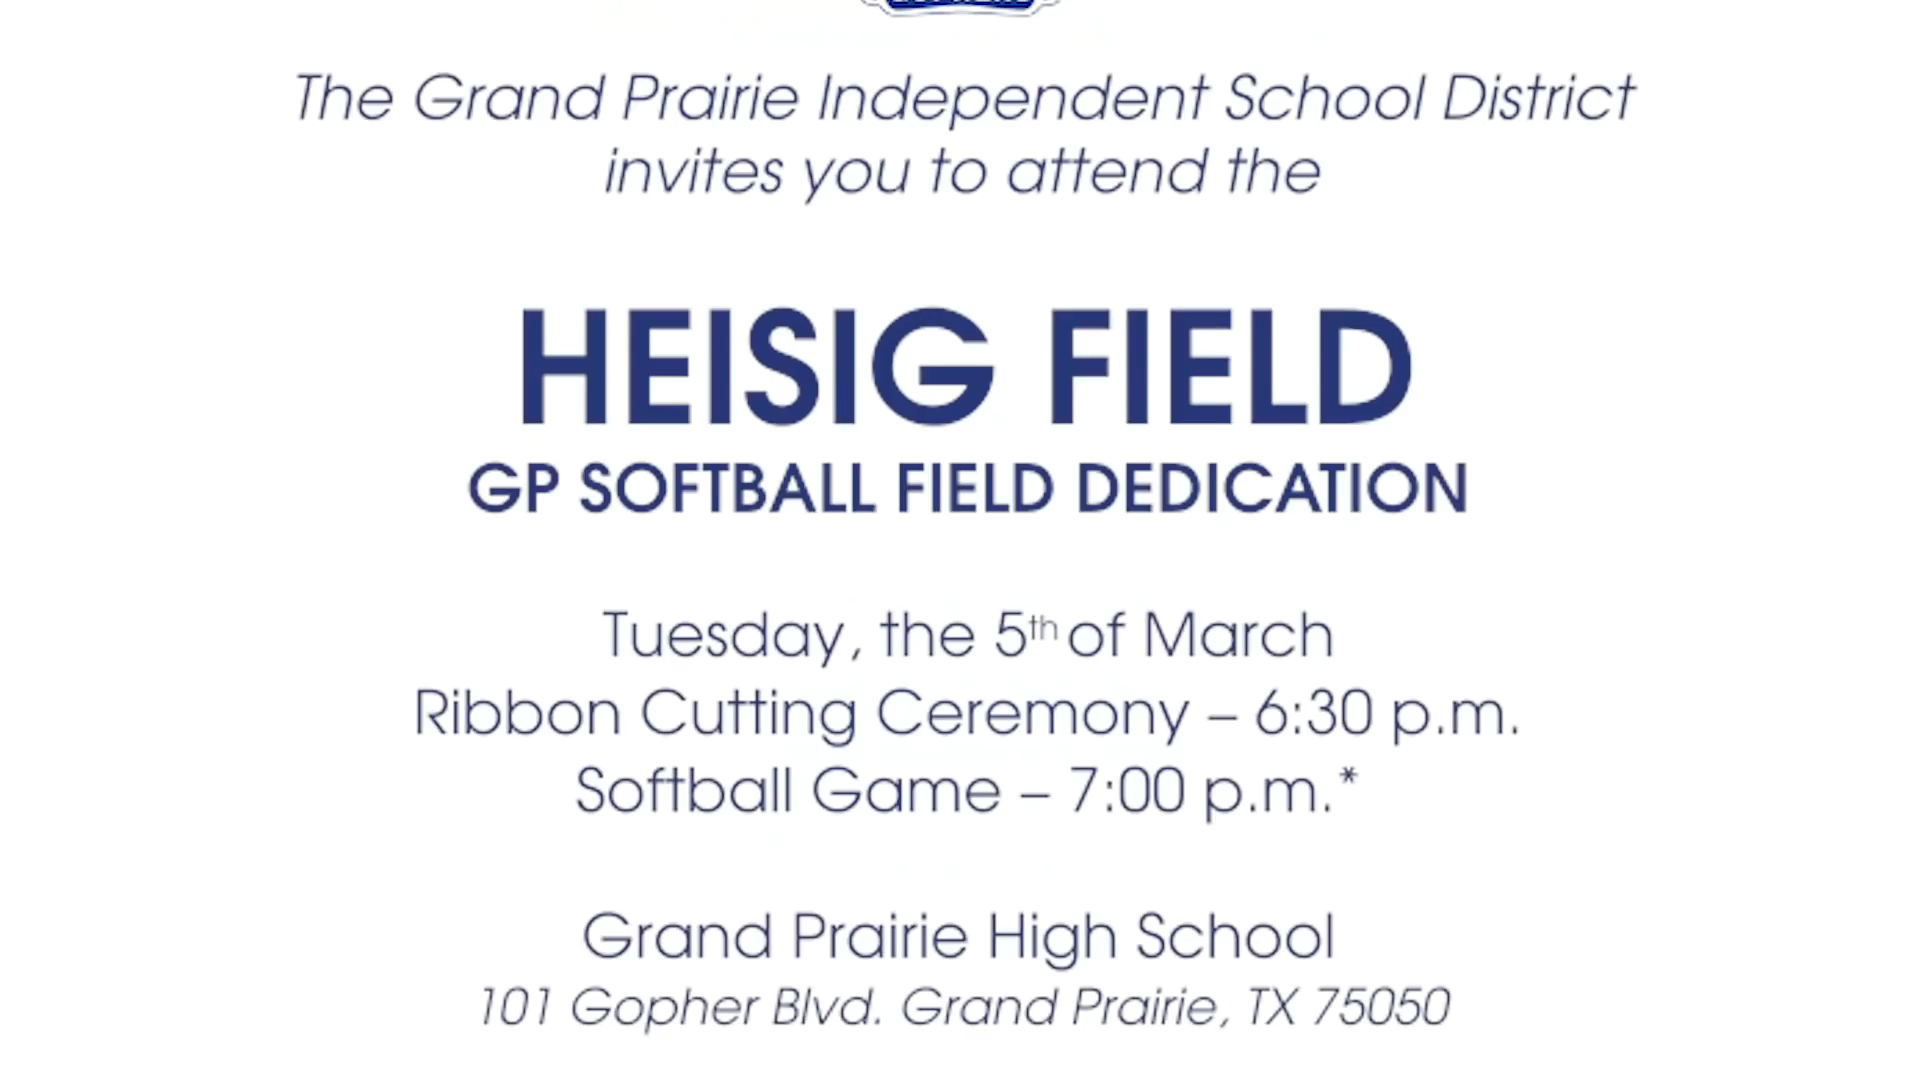 The Grand Prairie Independent School District
invites you to attend the
HEISIG FIELD
GP SOFTBALL FIELD DEDICATION
Tuesday, the 5th of March
Ribbon Cutting Ceremony – 6:30 p.m.
Softball Game – 7:00 p.m.*
Grand Prairie High School
101 Gopher Blvd. Grand Prairie, TX 75050